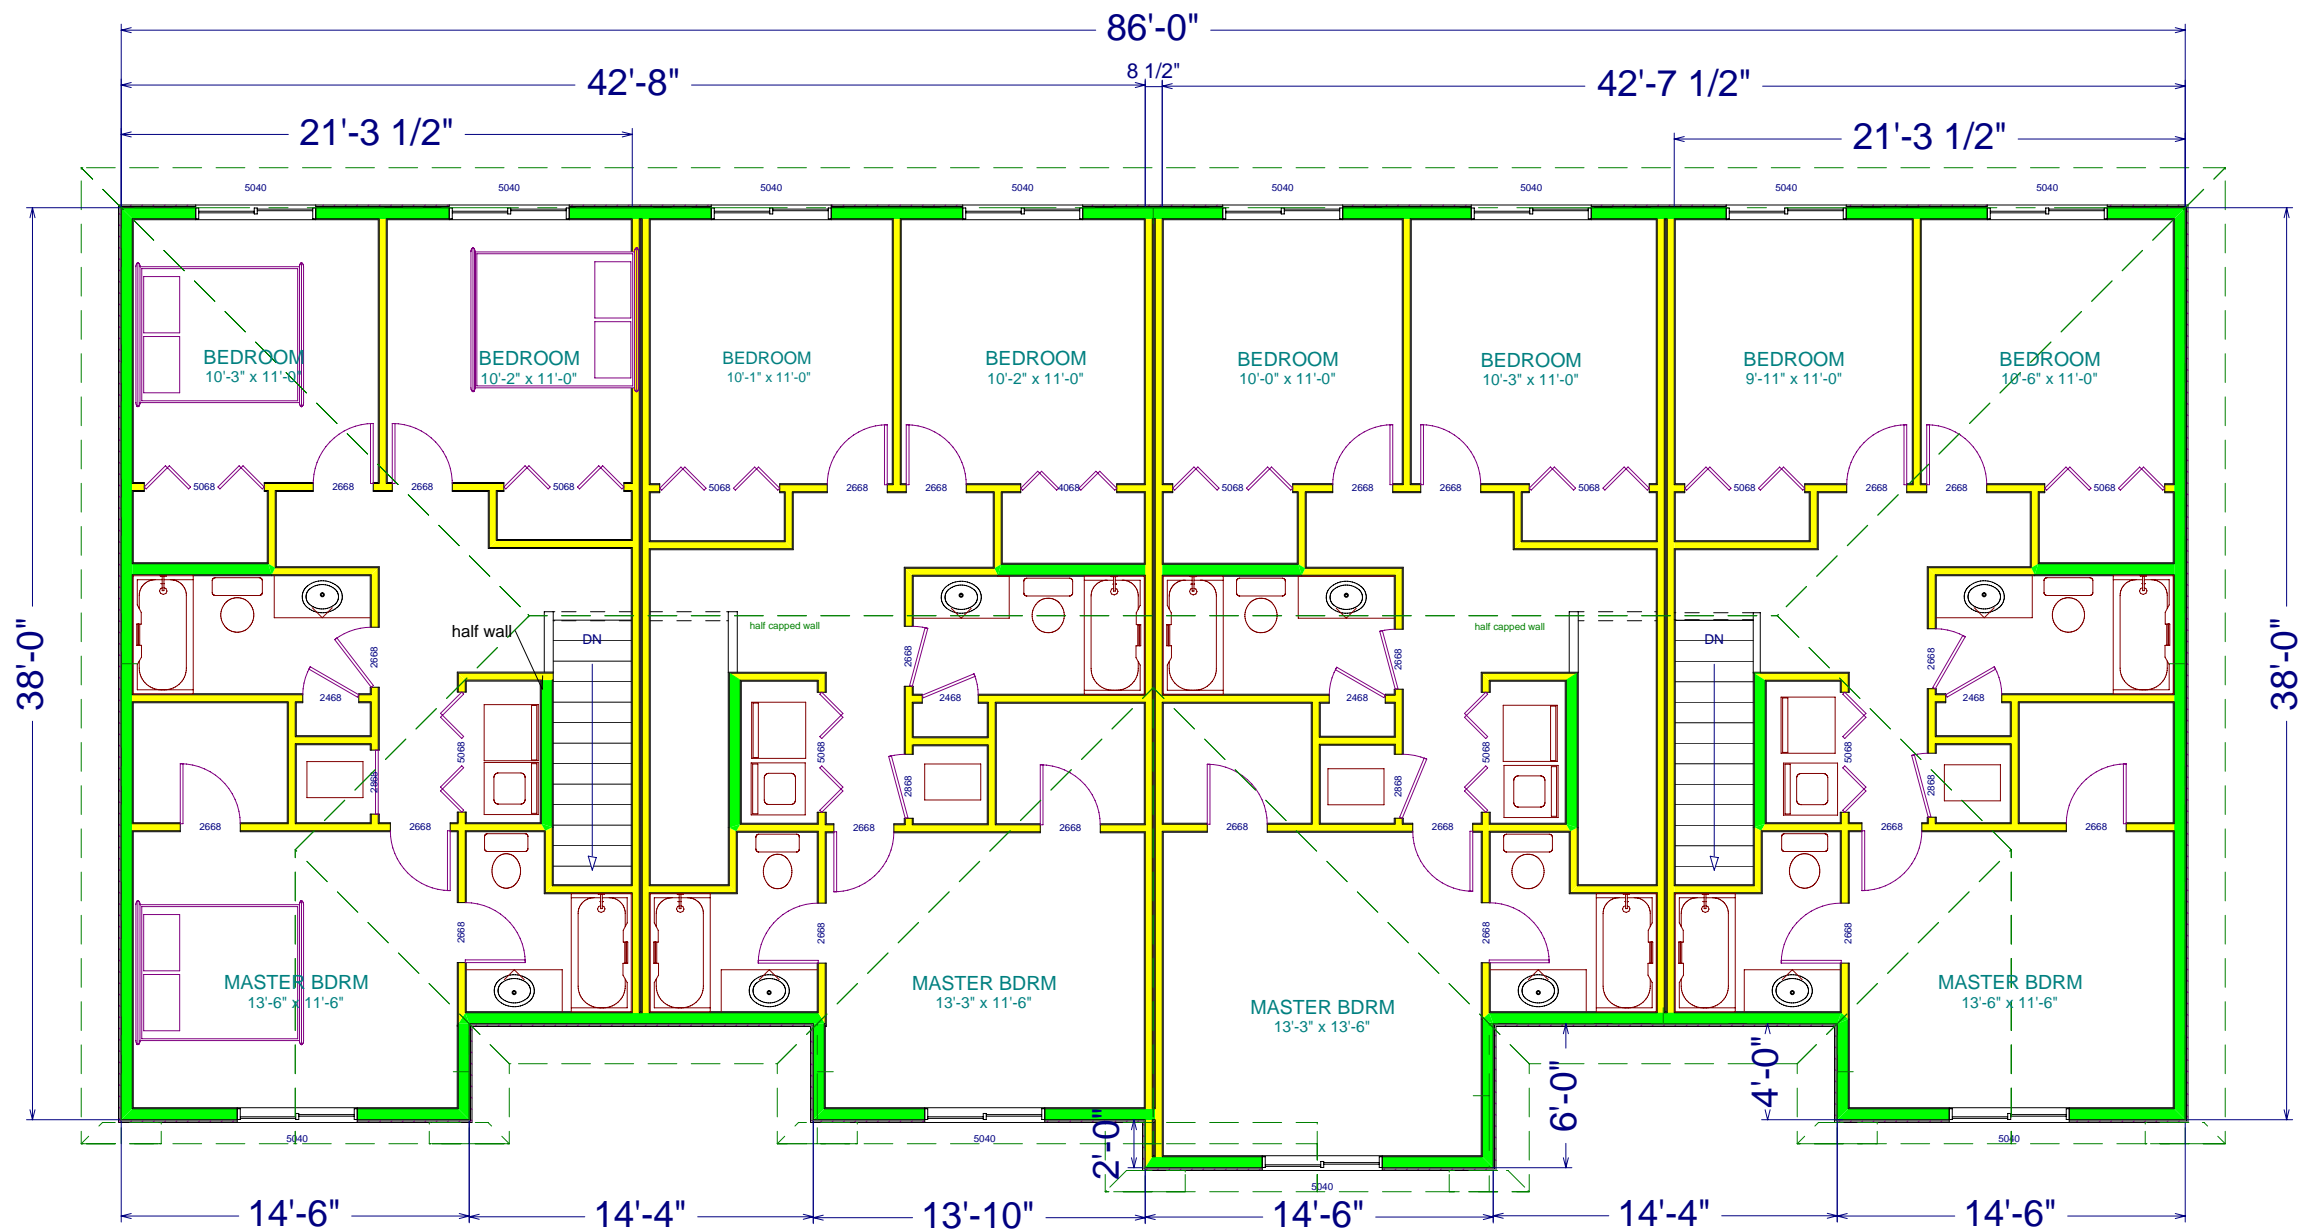 86'-0"
42'-8"
8 1/2"
42'-7 1/2"
21'-3 1/2"
21'-3 1/2"
5040
5040
5040
5040
5040
5040
5040
5040
38'-0"
38'-0"
BEDROOM
10'-3" x 11'-0"
BEDROOM
10'-2" x 11'-0"
BEDROOM
10'-1" x 11'-0"
BEDROOM
10'-2" x 11'-0"
BEDROOM
10'-0" x 11'-0"
BEDROOM
10'-3" x 11'-0"
BEDROOM
9'-11" x 11'-0"
BEDROOM
10'-6" x 11'-0"
5068
2668
2668
5068
5068
2668
2668
4068
5068
2668
2668
5068
5068
2668
2668
5068
half wall
DN
half capped wall
half capped wall
DN
2668
2668
2668
2668
2468
2468
2468
2468
5068
2868
5068
2868
5068
5068
2868
2668
2668
2668
2668
2668
2668
2668
2668
2668
2668
2668
2668
MASTER BDRM
13'-6" x 11'-6"
MASTER BDRM
13'-3" x 11'-6"
MASTER BDRM
13'-3" x 13'-6"
MASTER BDRM
13'-6" x 11'-6"
2'-0"
6'-0"
4'-0"
5040
5040
5040
5040
14'-6"
14'-4"
13'-10"
14'-6"
14'-4"
14'-6"